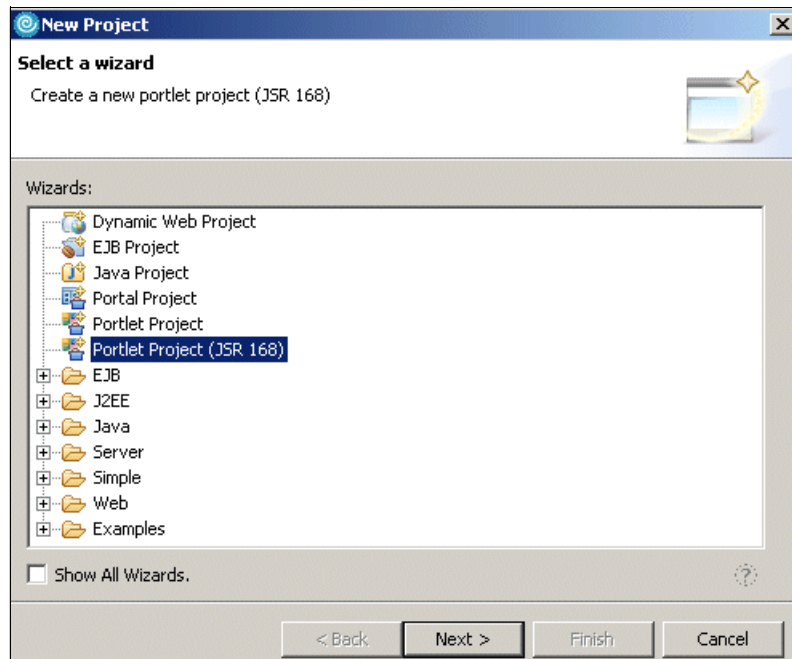 New Project
Select a wizard
Create a new portlet project (JSR 168)
Wizards:
Dynamic Web Project
EJB Project
Java Project
Portal Project
Portlet Project
Portlet Project (JSR 168)
EJB
J2EE
Java
Server
Simple
Web
Examples
Show All Wizards.
< Back Next > Finish Cancel